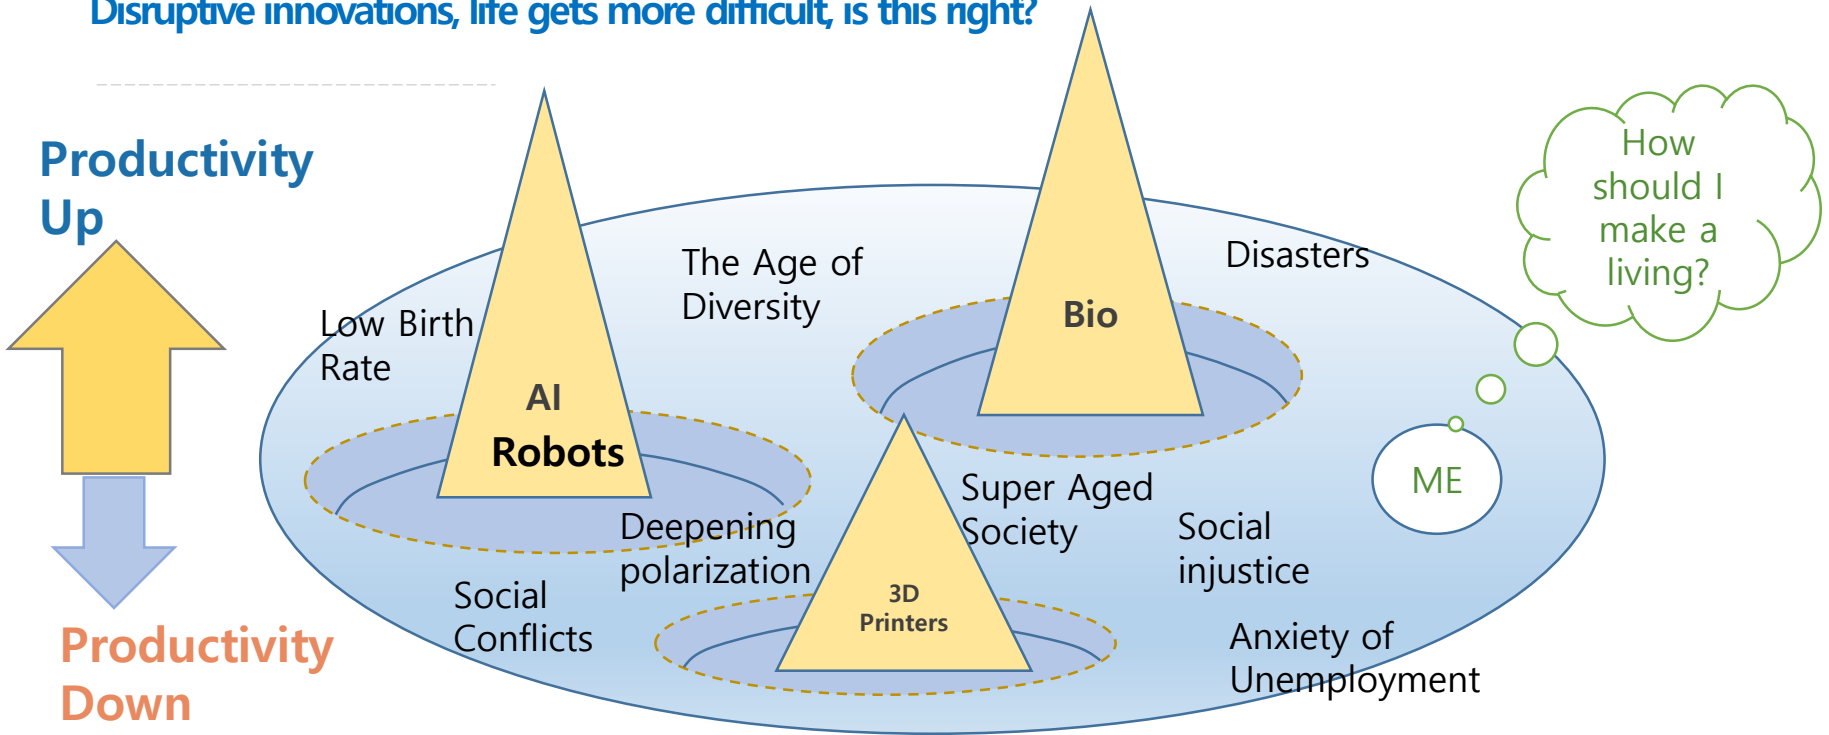 Disruptive innovations, life gets more difficult, is this right?
Productivity
Up
Low Birth
Rate
AI
Robots
The Age of
Diversity
Bio
Disasters
How
should I
make a
living?
ME
Super Aged
Society
Social
injustice
Deepening
polarization
Social
Conflicts
3D
Printers
Anxiety of
Unemployment
Productivity
Down